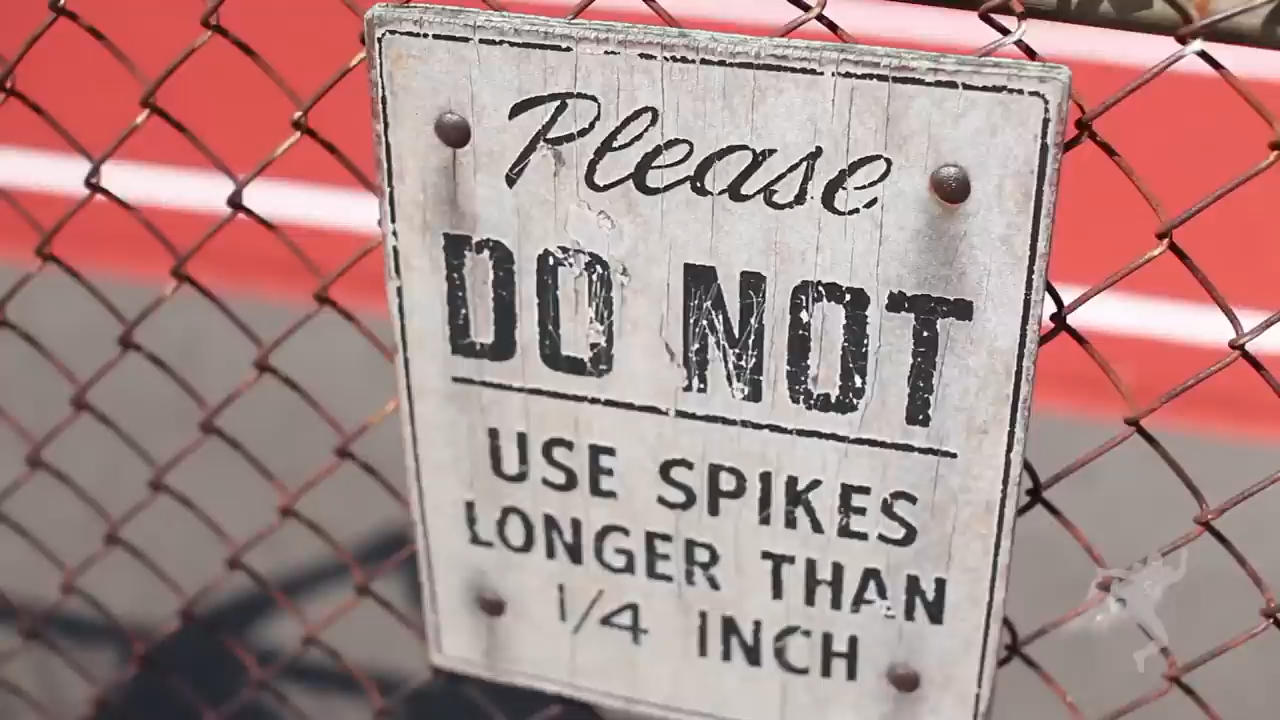 Please
DO NOT
USE SPIKES
LONGER THAN
1/4 INCH